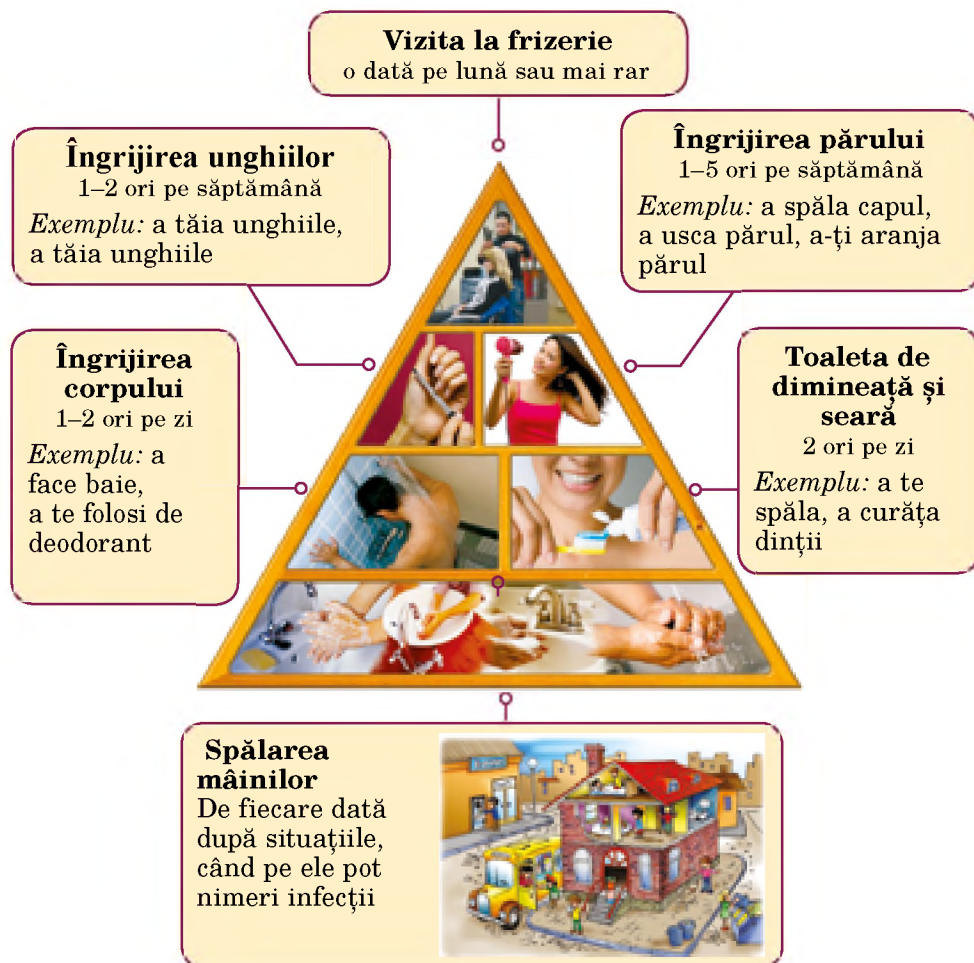 Vizita la frizerie
o dată pe lună sau mai rar
Îngrijirea unghiilor
1–2 ori pe săptămână
Exemplu: a tăia unghiile,
a tăia unghiile
Îngrijirea părului
1–5 ori pe săptămână
Exemplu: a spăla capul,
a usca părul, a-ți aranja
părul
Îngrijirea
corpului
1–2 ori pe zi
Exemplu: a
face baie,
a te folosi de
deodorant
Toaleta de
dimineață și
seară
2 ori pe zi
Exemplu: a te
spăla, a curăța
dinții
Spălarea
mâinilor
De fiecare dată
după situațiile,
când pe ele pot
nimeri infecții